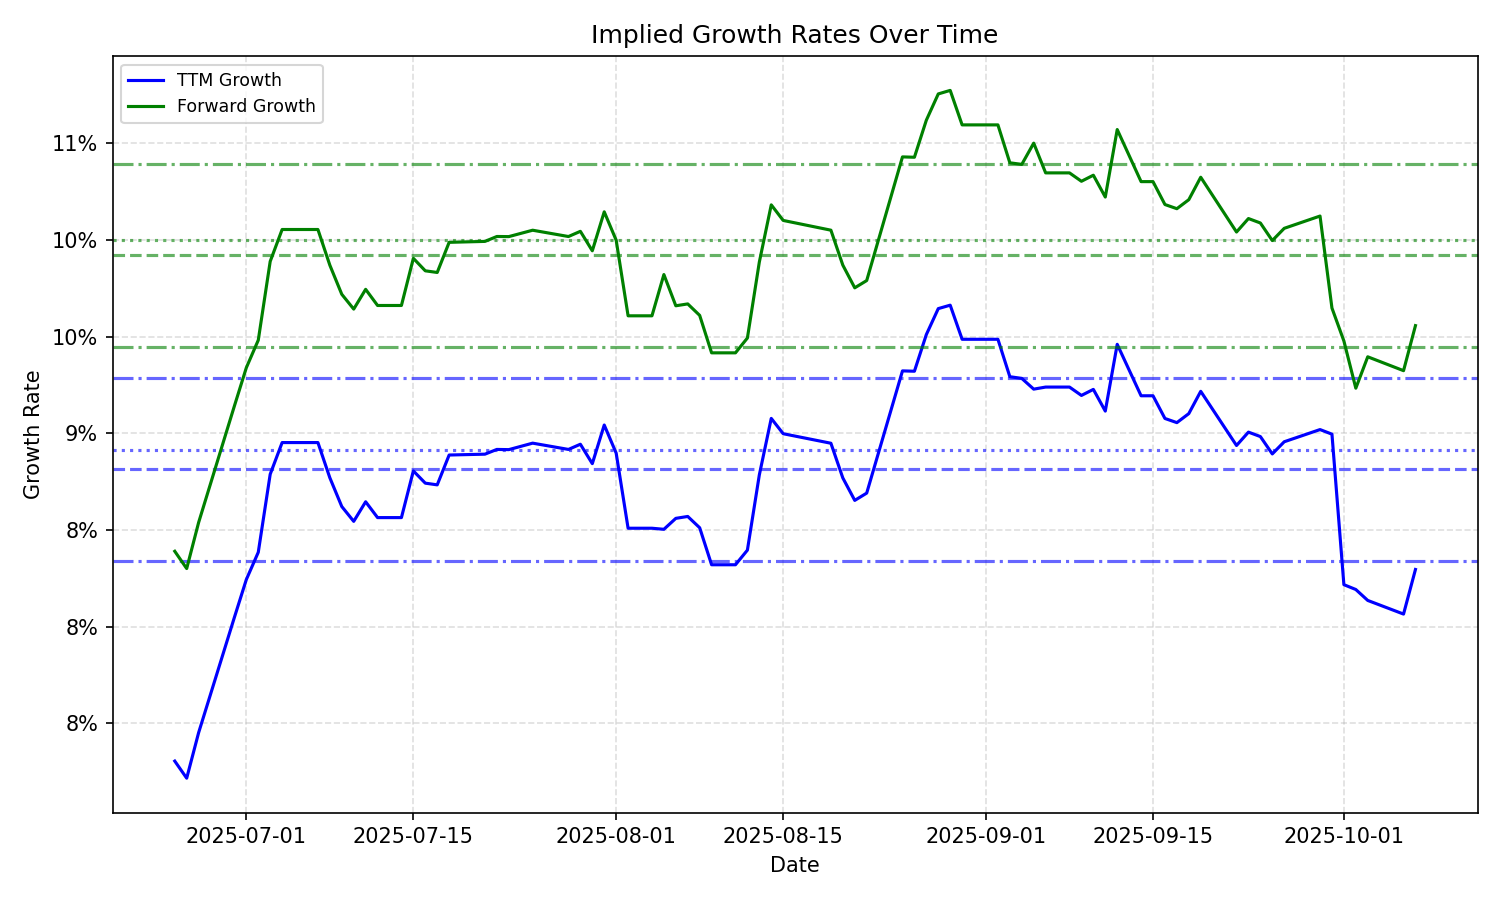 Implied Growth Rates Over Time
TTM Growth
Forward Growth
11%
10%
10%
9%
8%
8%
8%
Growth Rate
2025-07-01
2025-07-15
2025-08-01
2025-08-15
2025-09-01
2025-09-15
2025-10-01
Date